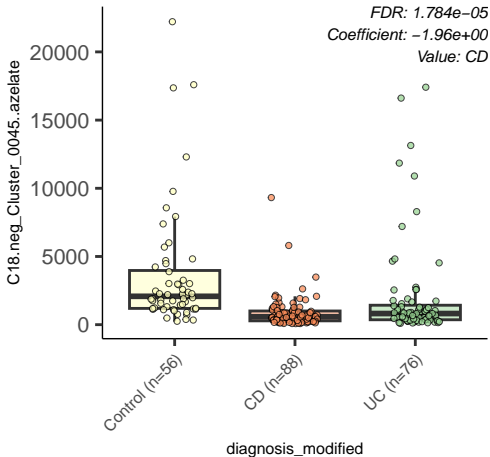 FDR: 1.784e−05
Coefficient: −1.96e+00
Value: CD
C18.neg_Cluster_0045..azelate
20000
15000
10000
5000
0
Control (n=56)
CD (n=88)
UC (n=76)
diagnosis_modified